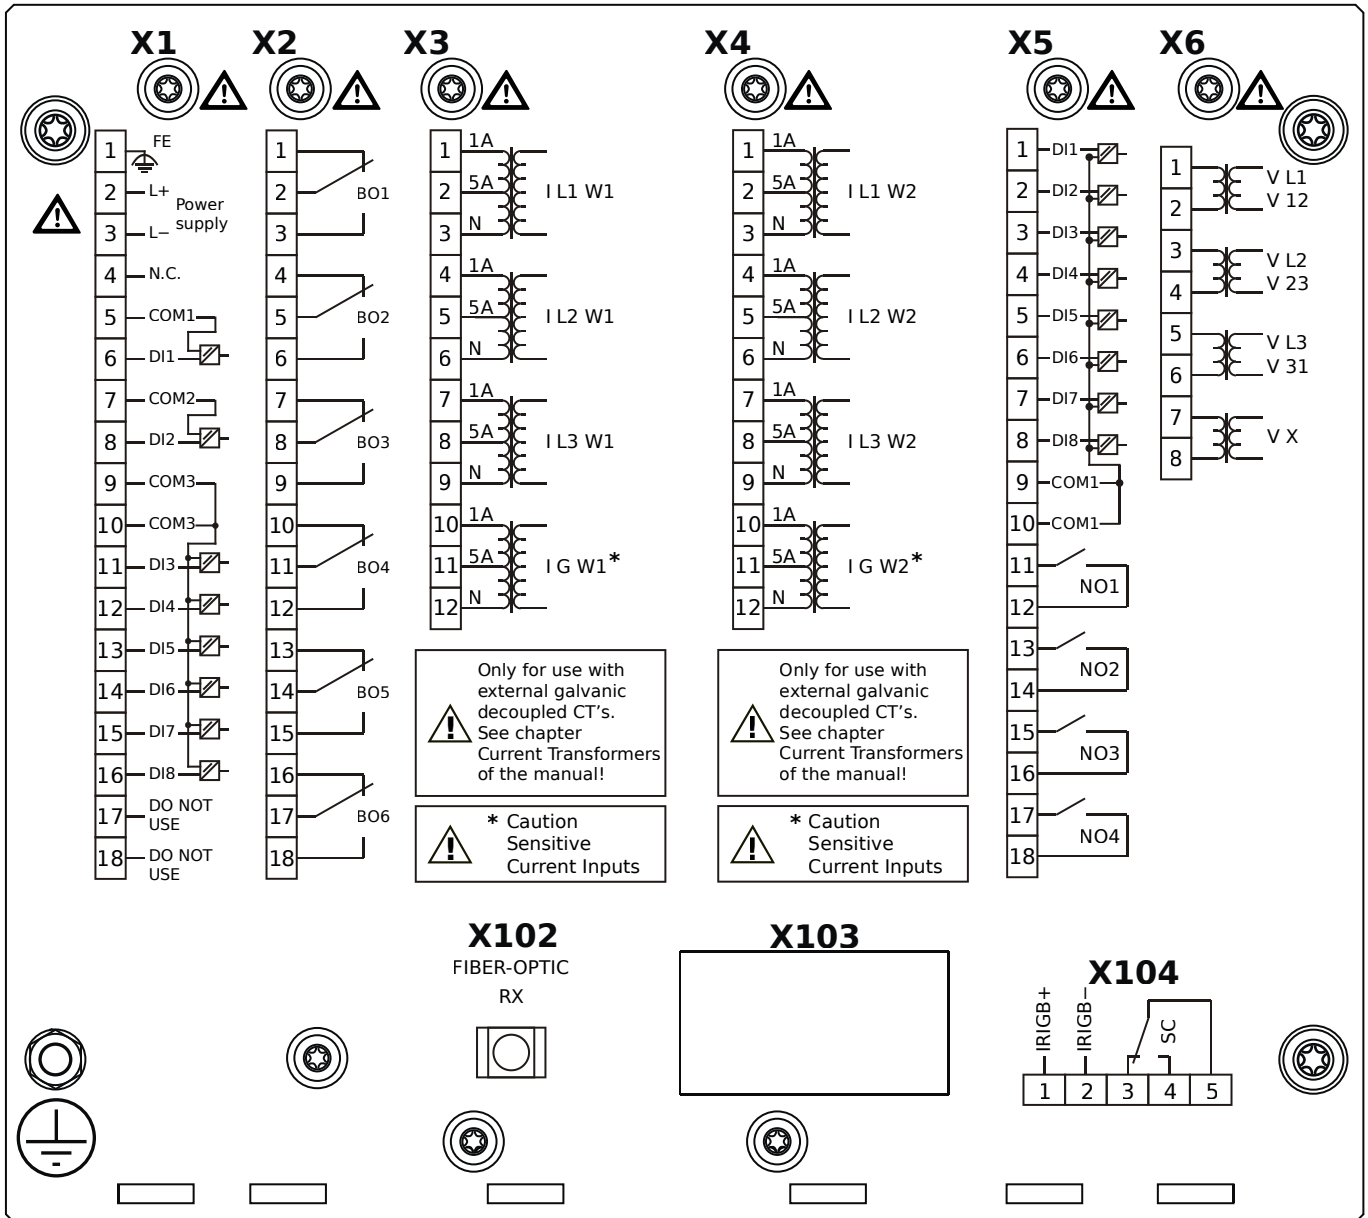 X1
1
FE
2
L+
Power
supply
3
L−
4
N.C.
5
COM1
6
DI1
7
COM2
8
DI2
9
COM3
10
COM3
11
DI3
12
DI4
13
DI5
14
DI6
15
DI7
16
DI8
17
DO NOT
USE
18
DO NOT
USE
X2
1
2
BO1
3
4
5
BO2
6
7
8
BO3
9
10
11
BO4
12
13
14
BO5
15
16
17
BO6
18
X3
1
1A
2
5A
I L1 W1
3
N
4
1A
5
5A
I L2 W1
6
N
7
1A
8
5A
I L3 W1
9
N
10
1A
11
5A
I G W1*
12
N
Only for use with
external galvanic
decoupled CT's.
See chapter
Current Transformers
of the manual!
* Caution
Sensitive
Current Inputs
X4
1
1A
2
5A
I L1 W2
3
N
4
1A
5
5A
I L2 W2
6
N
7
1A
8
5A
I L3 W2
9
N
10
1A
11
5A
I G W2*
12
N
Only for use with
external galvanic
decoupled CT's.
See chapter
Current Transformers
of the manual!
* Caution
Sensitive
Current Inputs
X5
1
DI1
2
DI2
3
DI3
4
DI4
5
DI5
6
DI6
7
DI7
8
DI8
9
COM1
10
COM1
11
NO1
12
13
NO2
14
15
NO3
16
17
NO4
18
X6
1
V L1
V 12
2
3
V L2
V 23
4
5
V L3
V 31
6
7
V X
8
X102
FIBER-OPTIC
RX
X103
X104
IRIGB+
IRIGB−
SC
1 2 3 4 5